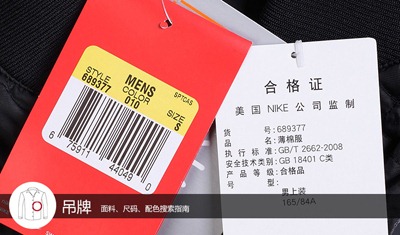 STYLE
689377
MENS
COLOR
010
SPTCAS
SIZE
S
6 75911 44049 0
合格证
美国 NIKE 公司监制
货号:689377
品名:薄棉服
执行标准:GB/T 2662-2008
安全技术类别:GB 18401 C类
产品等级:合格品
男上装
165/84A
吊牌
面料、尺码、配色搜索指南